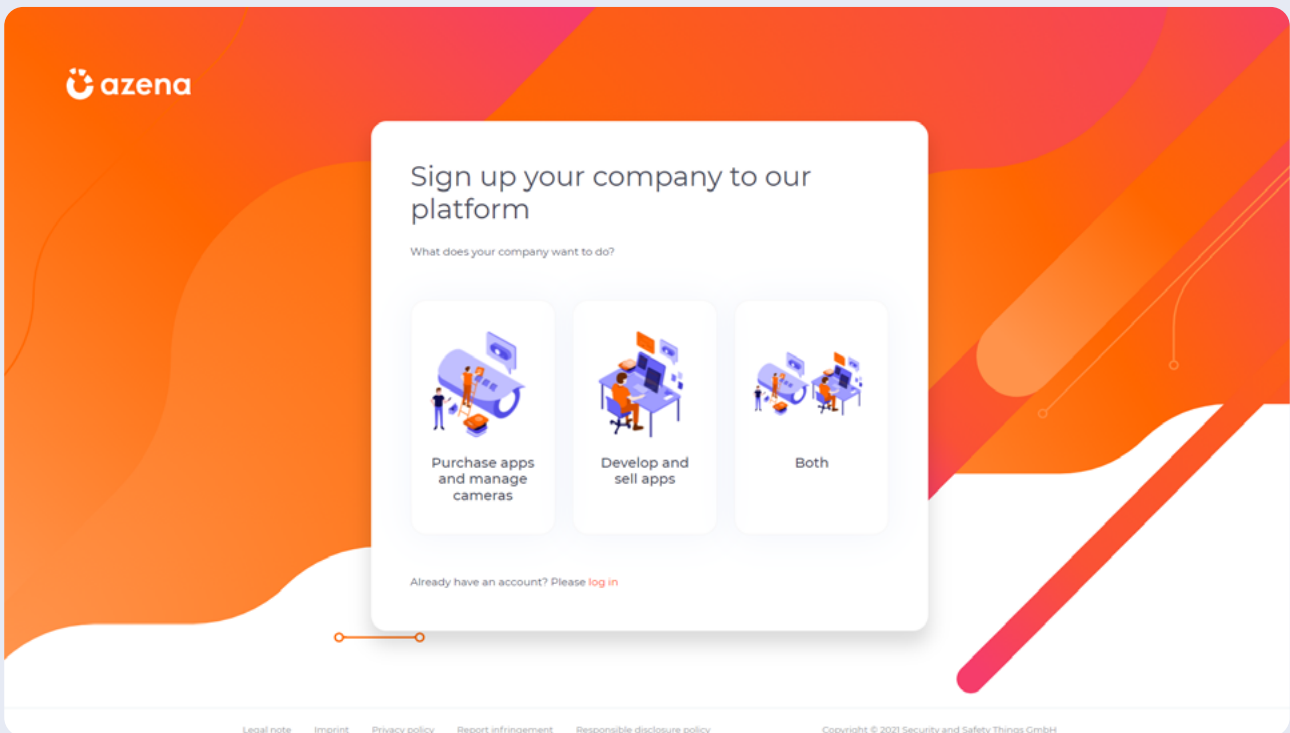 azena
Sign up your company to our
platform
What does your company want to do?
Purchase apps
and manage
cameras
Develop and
sell apps
Both
Already have an account? Please log in
Legal note Imprint Privacy policy Report infringement Responsible disclosure policy Copyright © 2021 Security and Safety Things GmbH